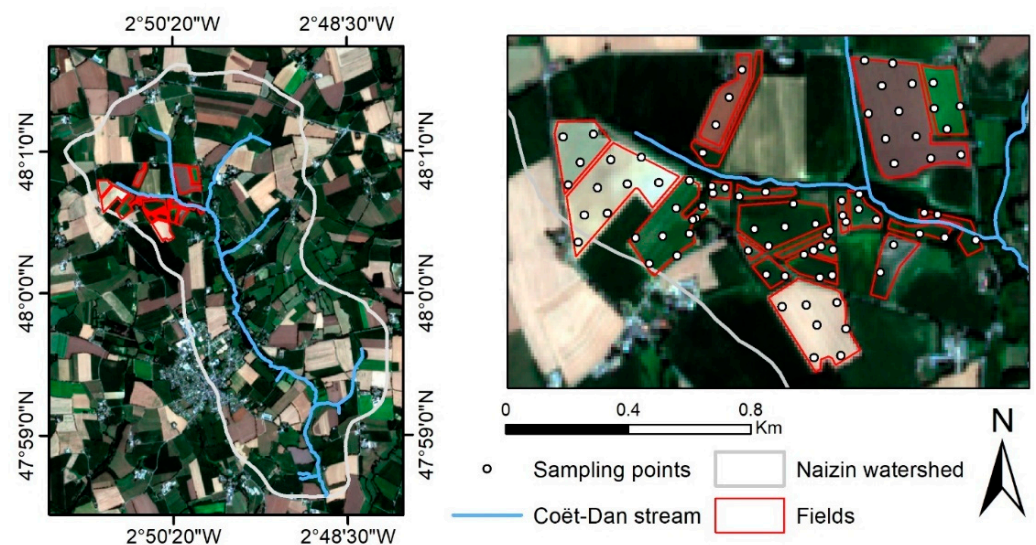 2°50'20"W 2°48'30"W
48°1'0"N
48°0'0"N
47°59'0"N
48°1'0"N
48°0'0"N
47°59'0"N
2°50'20"W 2°48'30"W
0 0.4 0.8
Km
N
Sampling points
Naizin watershed
Coët-Dan stream
Fields